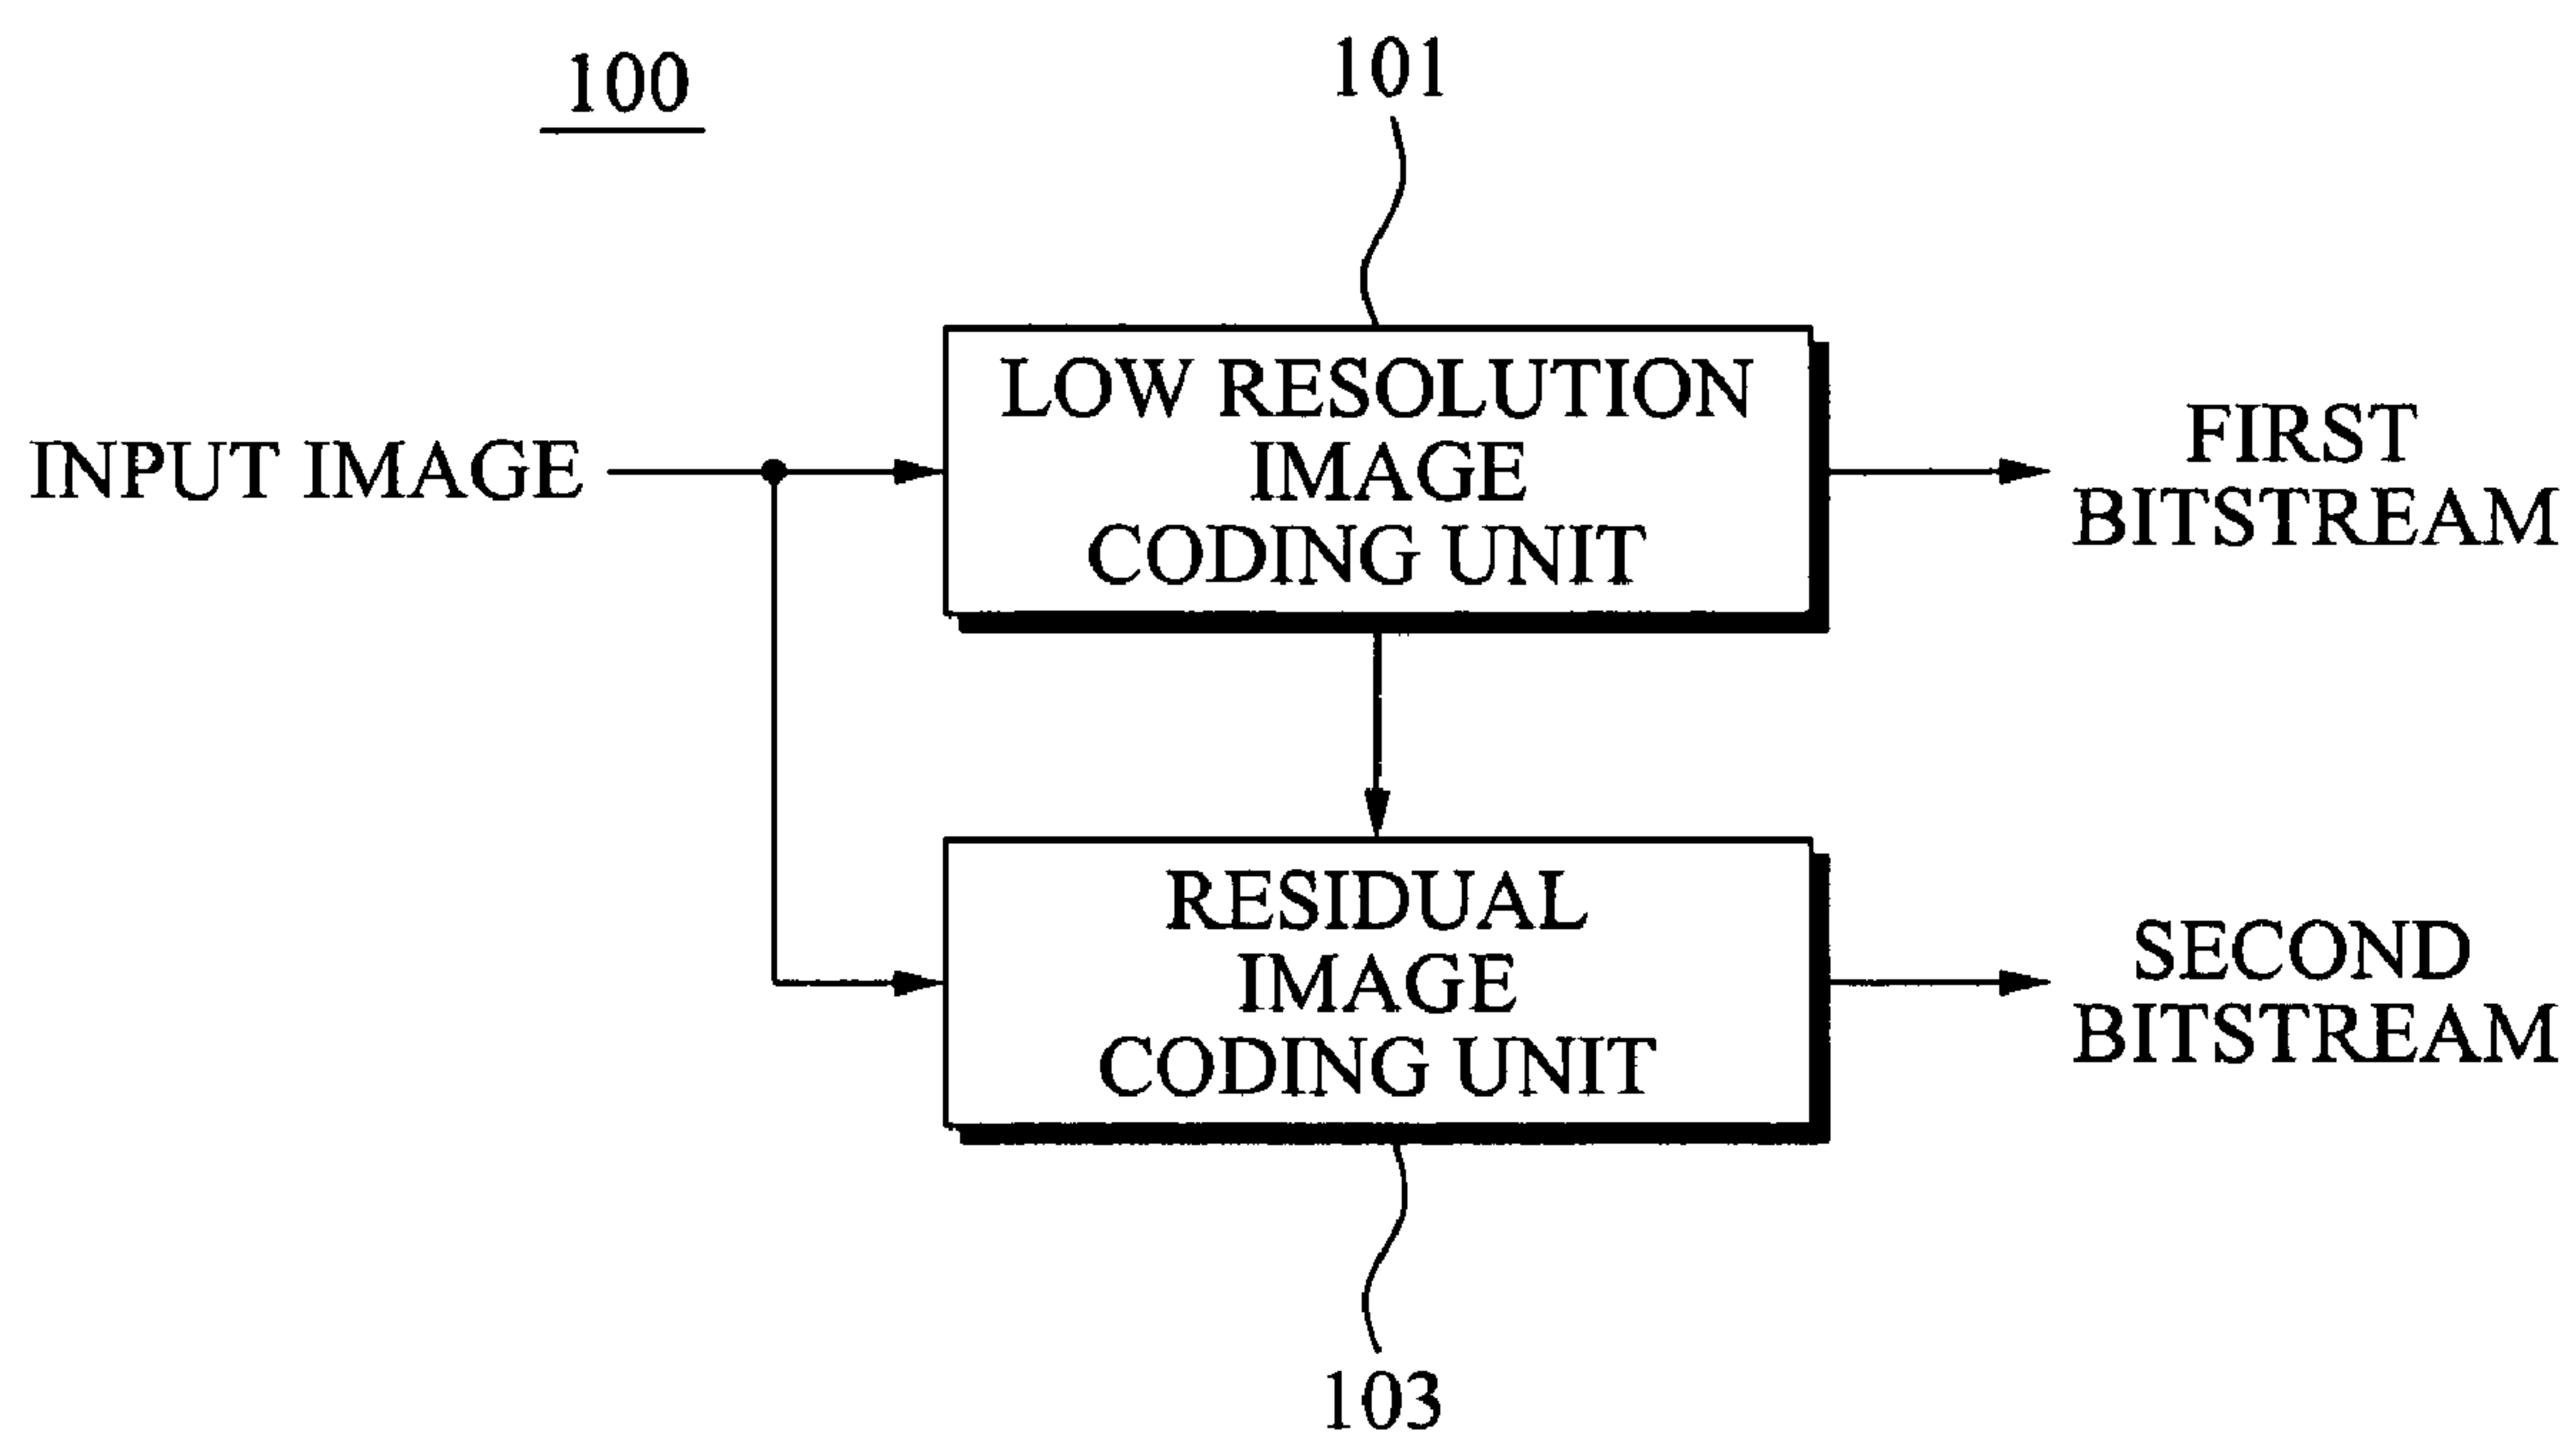 100
101
INPUT IMAGE
LOW RESOLUTION
IMAGE
CODING UNIT
FIRST
BITSTREAM
RESIDUAL
IMAGE
CODING UNIT
SECOND
BITSTREAM
103